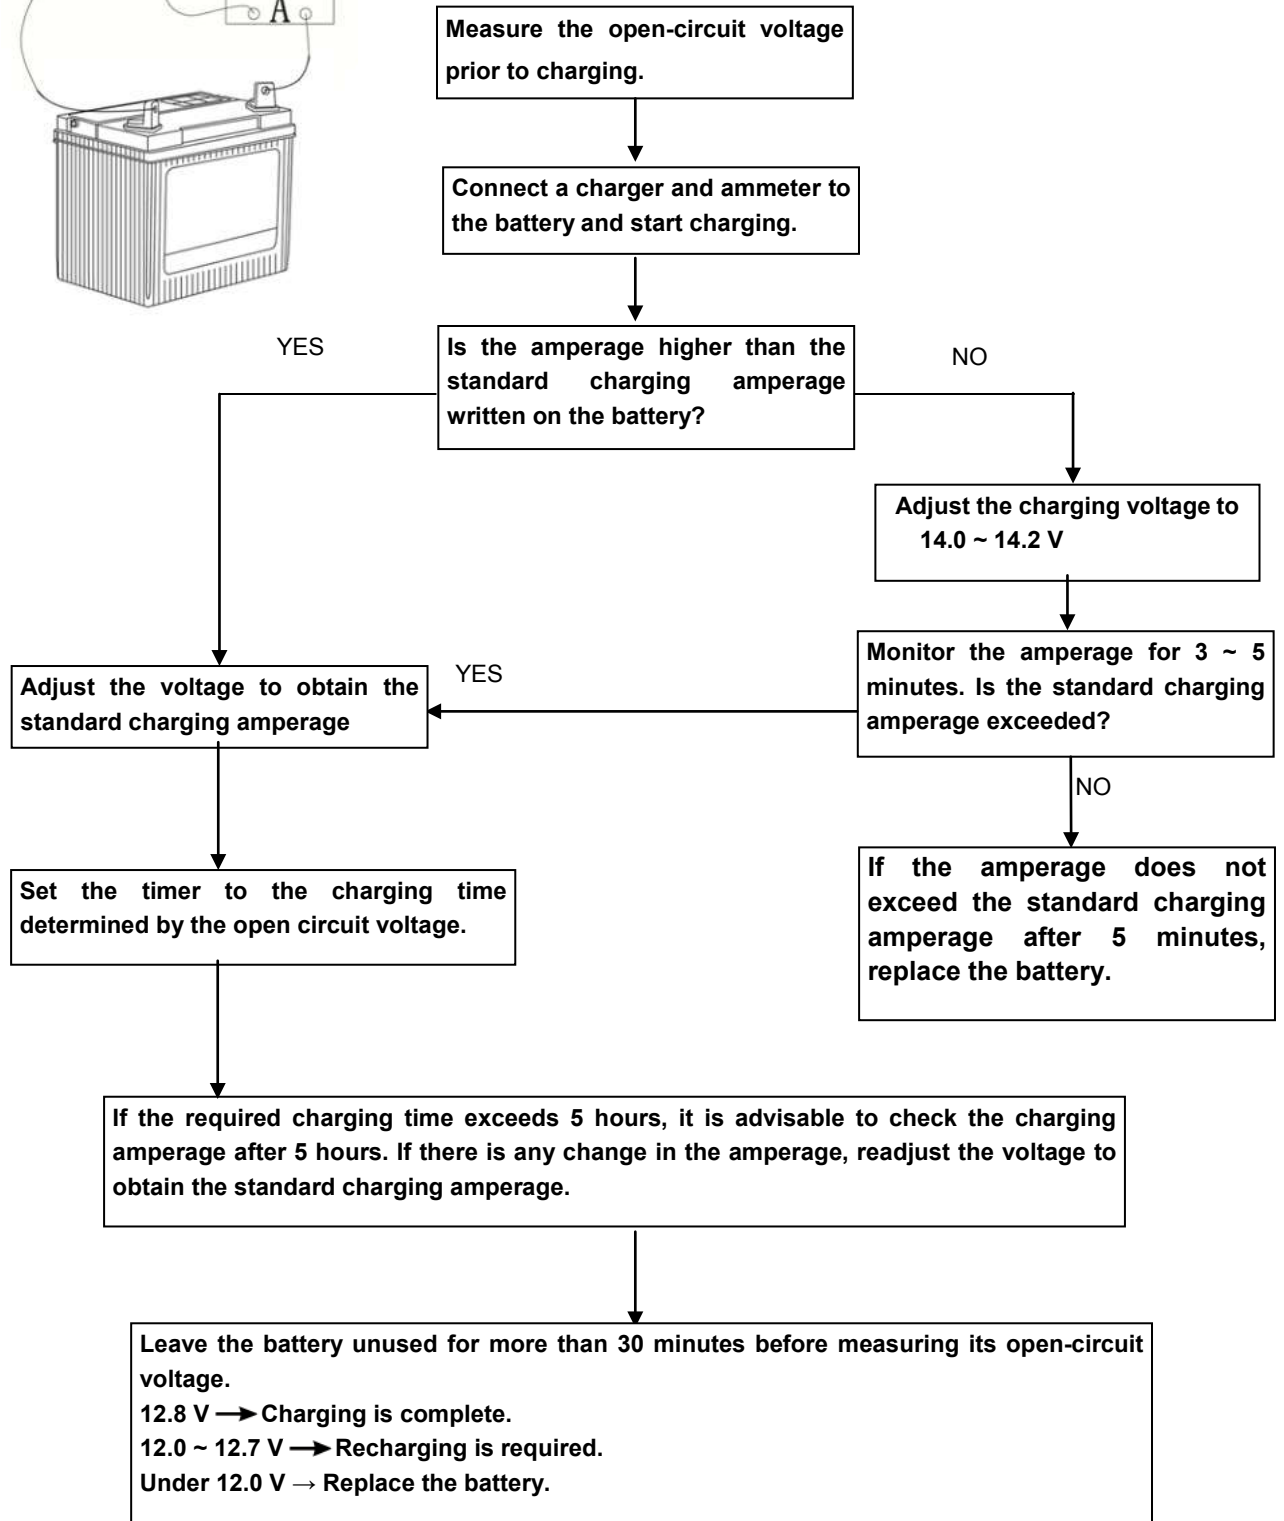 A
Measure the open-circuit voltage
prior to charging.
Connect a charger and ammeter to
the battery and start charging.
YES
Is the amperage higher than the
standard charging amperage
written on the battery?
NO
Adjust the charging voltage to
14.0 ~ 14.2 V
Monitor the amperage for 3 ~ 5
minutes. Is the standard charging
amperage exceeded?
YES
Adjust the voltage to obtain the
standard charging amperage
NO
If the amperage does not
exceed the standard charging
amperage after 5 minutes,
replace the battery.
Set the timer to the charging time
determined by the open circuit voltage.
If the required charging time exceeds 5 hours, it is advisable to check the charging
amperage after 5 hours. If there is any change in the amperage, readjust the voltage to
obtain the standard charging amperage.
Leave the battery unused for more than 30 minutes before measuring its open-circuit
voltage.
12.8 V → Charging is complete.
12.0 ~ 12.7 V → Recharging is required.
Under 12.0 V → Replace the battery.